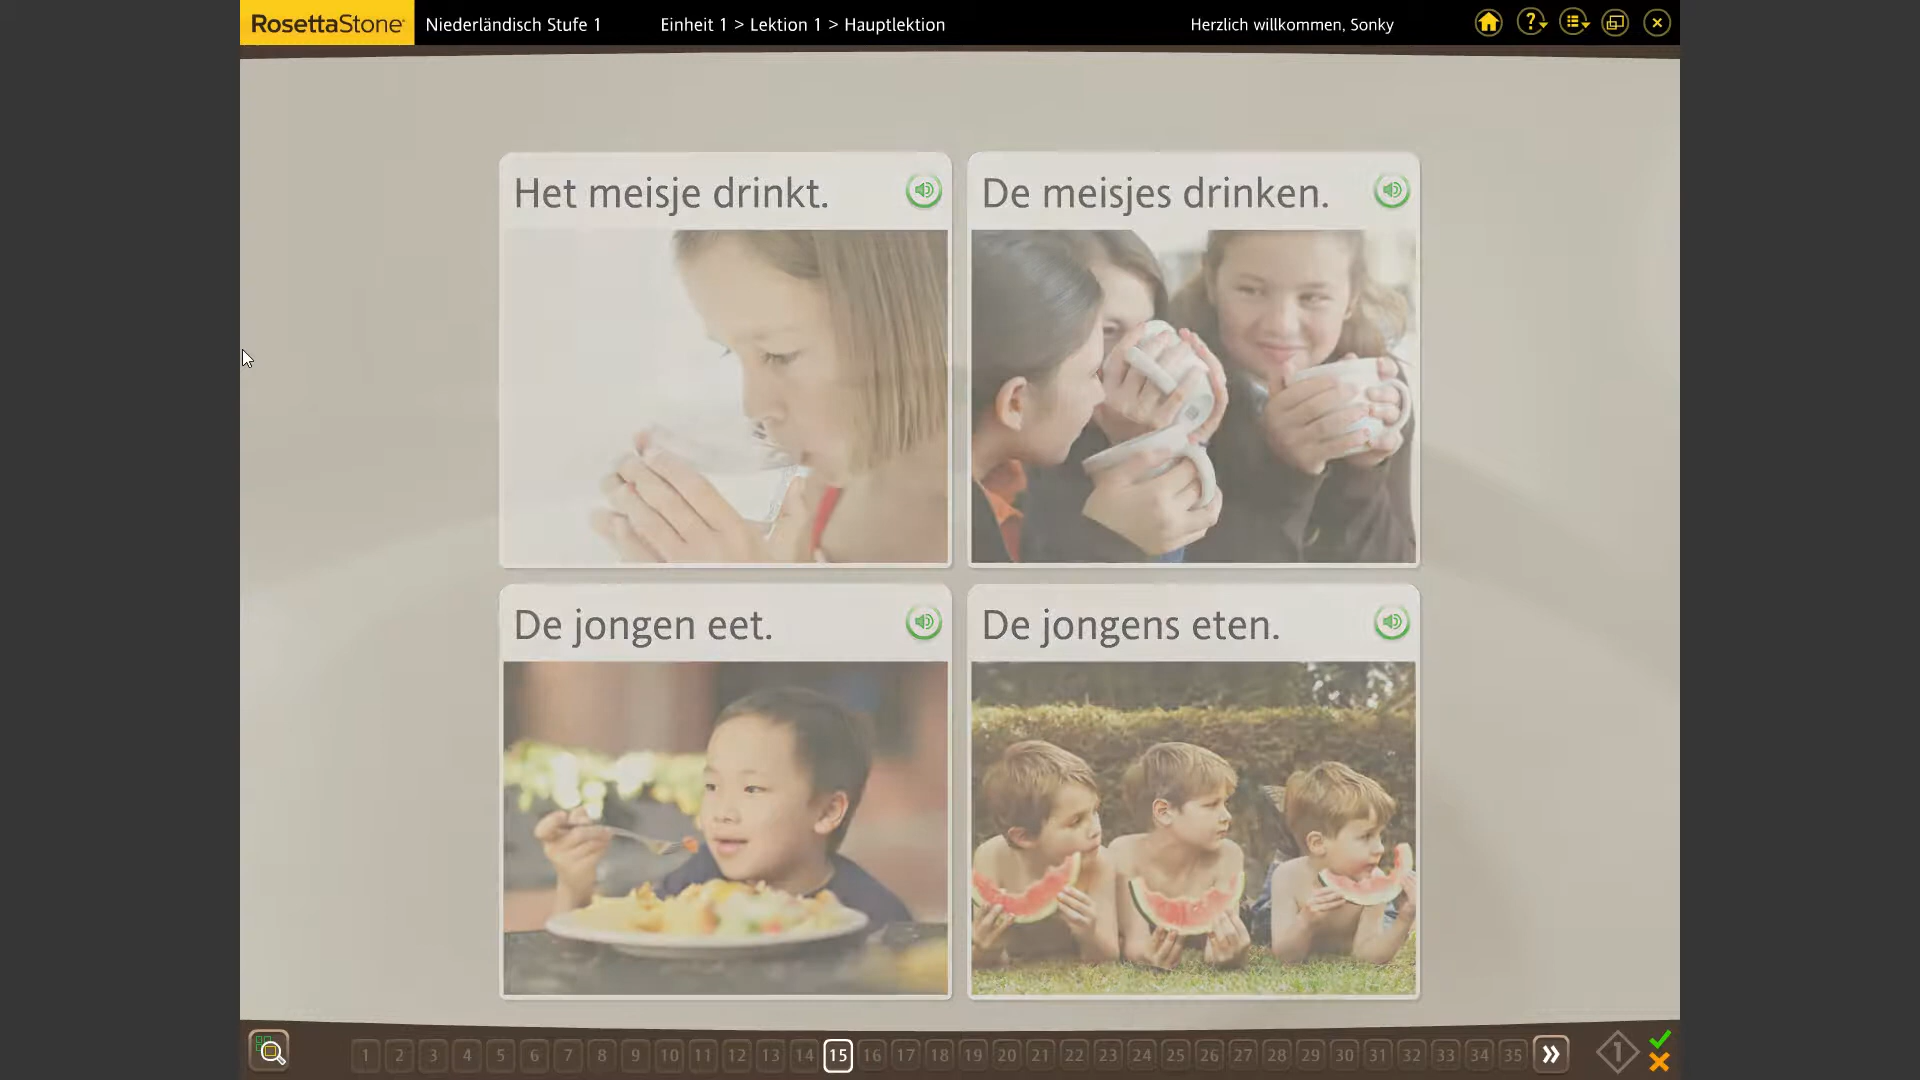 RosettaStone
Niederländisch Stufe 1
Einheit 1 > Lektion 1 > Hauptlektion
Herzlich willkommen, Sonky
Het meisje drinkt.
De meisjes drinken.
De jongen eet.
De jongens eten.
1 2 3 4 5 6 7 8 9 10 11 12 13 14 15 16 17 18 19 20 21 22 23 24 25 26 27 28 29 30 31 32 33 34 35
1